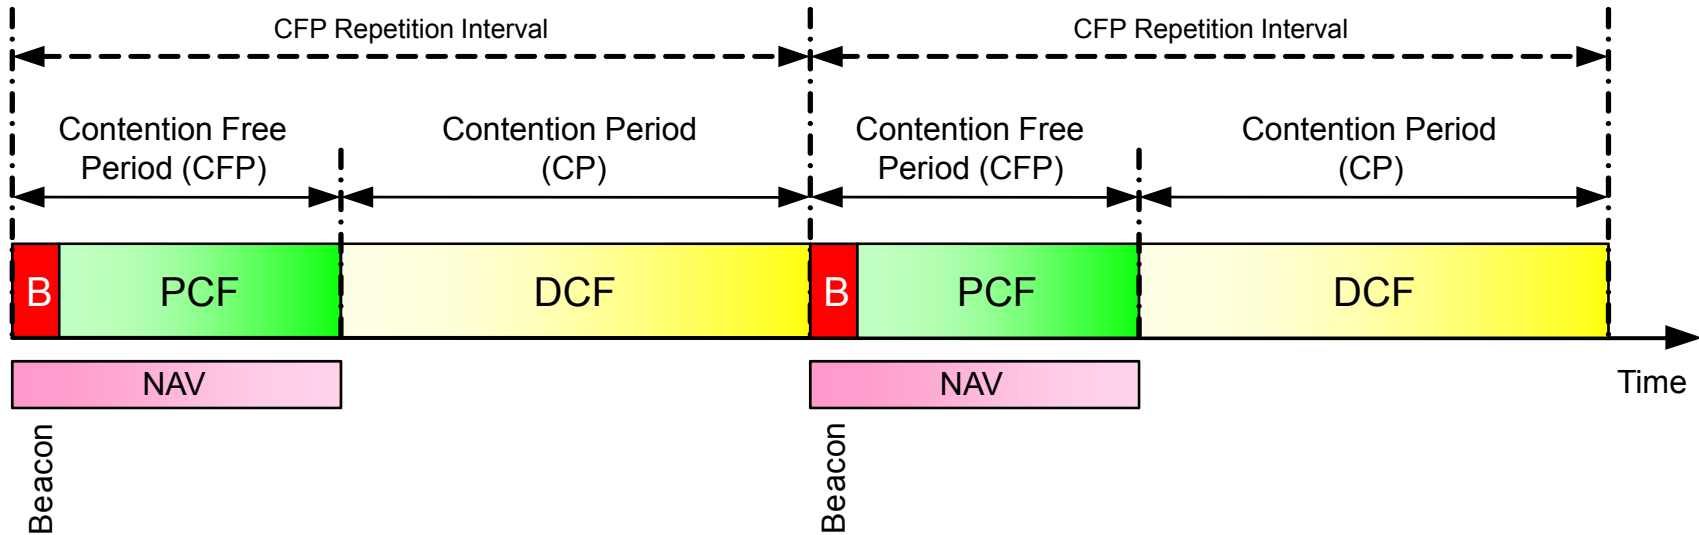 CFP Repetition Interval
CFP Repetition Interval
Contention Free
Period (CFP)
Contention Period
(CP)
Contention Free
Period (CFP)
Contention Period
(CP)
B
PCF
DCF
B
PCF
DCF
NAV
NAV
Time
Beacon
Beacon